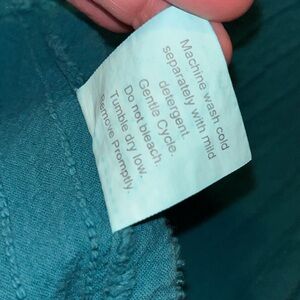 Machine wash cold
separately with mild
detergent.
Gentle Cycle.
Do not bleach.
Tumble dry low.
Remove Promptly.